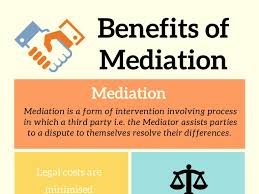 Benefits of
Mediation
Mediation
Mediation is a form of intervention involving process
in which a third party i.e. the Mediator assists parties
to a dispute to themselves resolve their differences.
Legal costs are
minimised